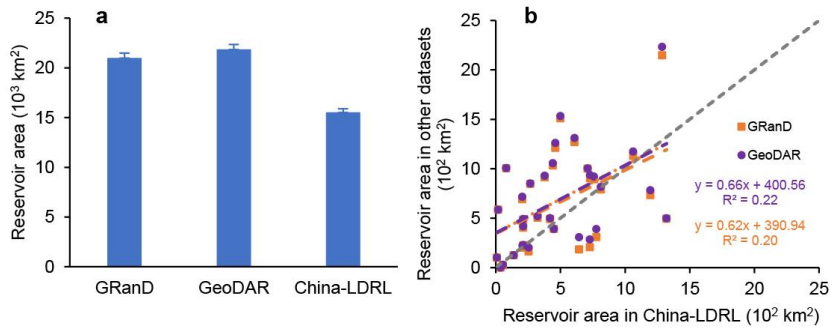 a
Reservoir area (10³ km²)
25
20
15
10
5
0
GRanD
GeoDAR
China-LDRL
b
Reservoir area in other datasets
(10² km²)
25
20
15
10
5
0
GRanD
GeoDAR
y = 0.66x + 400.56
R² = 0.22
y = 0.62x + 390.94
R² = 0.20
0 5 10 15 20 25
Reservoir area in China-LDRL (10² km²)